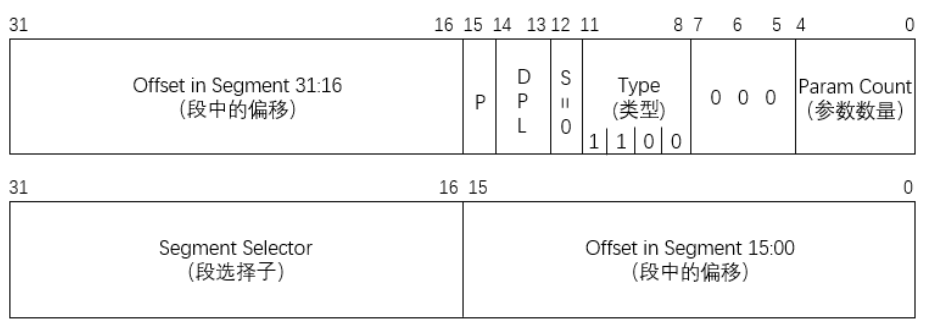 31 16 15 14 13 12 11 8 7 6 5 4 0
Offset in Segment 31:16
(段中的偏移)
P
D
P
L
S
=
0
Type
(类型)
1 1 0 0
0 0 0
Param Count
(参数数量)
31 16 15 0
Segment Selector
(段选择子)
Offset in Segment 15:00
(段中的偏移)